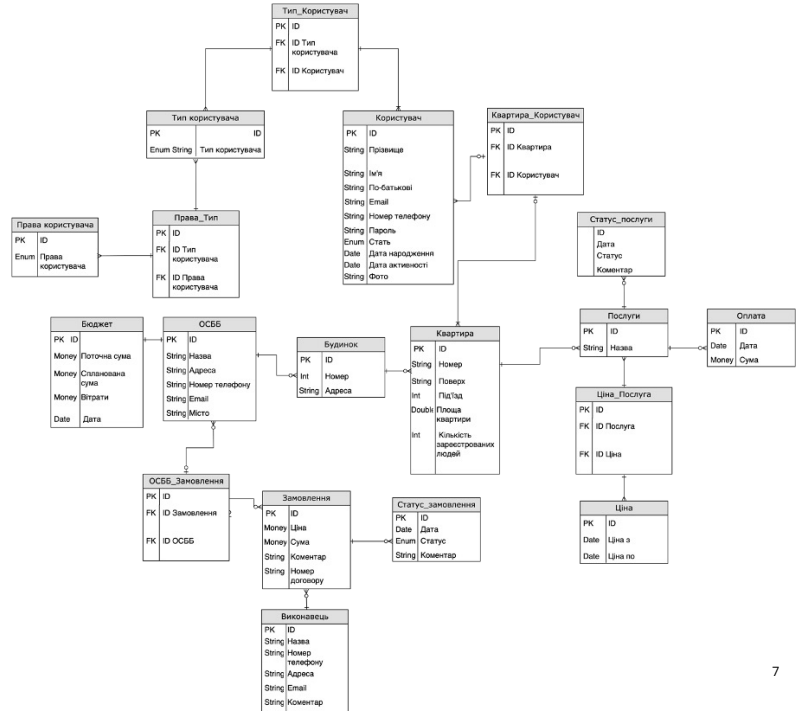 Тип_Користувач
PK ID
FK ID Тип
користувача
FK ID Користувач
Тип користувача
PK ID
Enum String Тип користувача
Користувач
PK ID
String Прізвище
String Ім'я
String По-батькові
String Email
String Номер телефону
String Пароль
Enum Стать
Date Дата народження
Date Дата активності
String Фото
Квартира_Користувач
PK ID
FK ID Квартира
FK ID Користувач
Права користувача
PK ID
Enum Права
користувача
Права_Тип
PK ID
FK ID Тип
користувача
FK ID Права
користувача
Статус_послуги
ID
Дата
Статус
Коментар
Бюджет
PK ID
Money Поточна сума
Money Спланована
сума
Money Вітрати
Date Дата
ОСББ
PK ID
String Назва
String Адреса
String Номер телефону
String Email
String Місто
Будинок
PK ID
Int Номер
String Адреса
Квартира
PK ID
String Номер
String Поверх
Int Під'їзд
Double Площа
квартири
Int Кількість
зареєстрованих
людей
Послуги
PK ID
String Назва
Оплата
PK ID
Date Дата
Money Сума
Ціна_Послуга
PK ID
FK ID Послуга
FK ID Ціна
ОСББ_Замовлення
PK ID
FK ID Замовлення
FK ID ОСББ
Замовлення
PK ID
Money Ціна
Money Сума
String Коментар
String Номер
договору
Статус_замовлення
PK ID
Date Дата
Enum Статус
String Коментар
Ціна
PK ID
Date Ціна з
Date Ціна по
Виконавець
PK ID
String Назва
String Номер
телефону
String Адреса
String Email
String Коментар
7